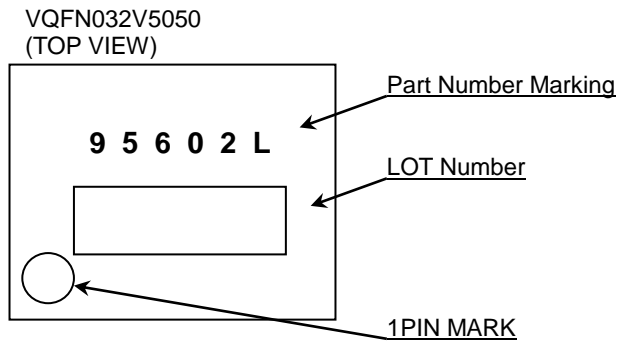 VQFN032V5050
(TOP VIEW)
Part Number Marking
9 5 6 0 2 L
LOT Number
1PIN MARK